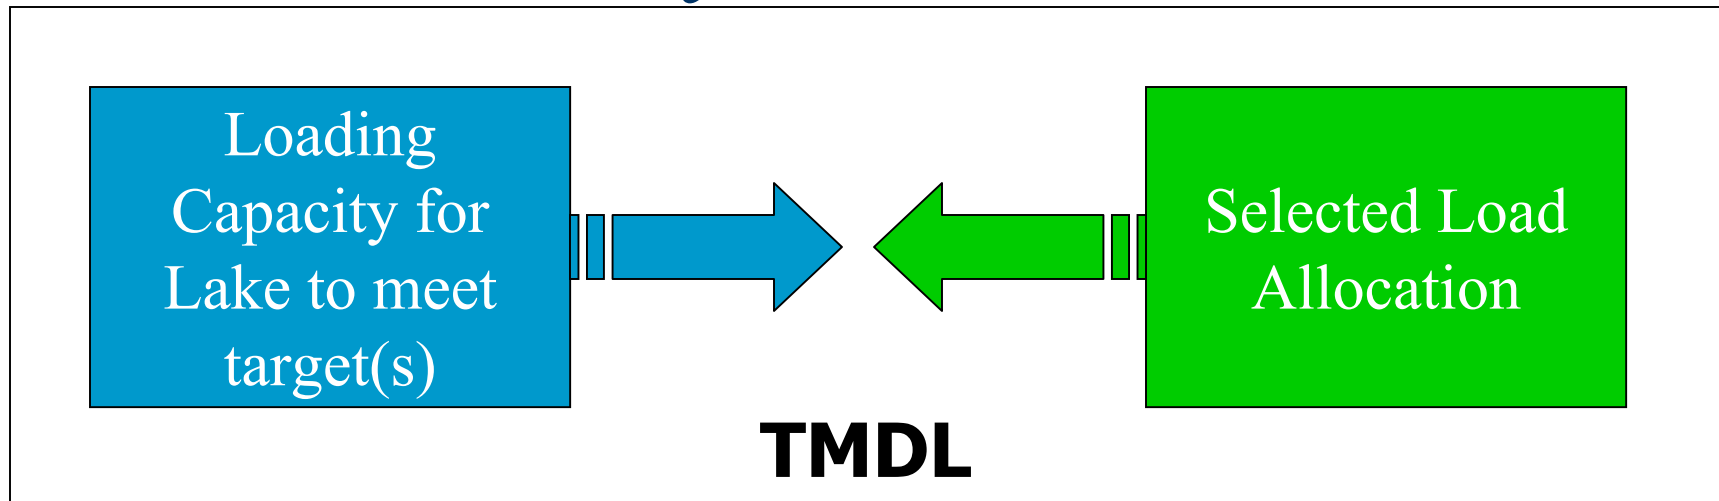 Loading
Capacity for
Lake to meet
target(s)
Selected Load
Allocation
TMDL